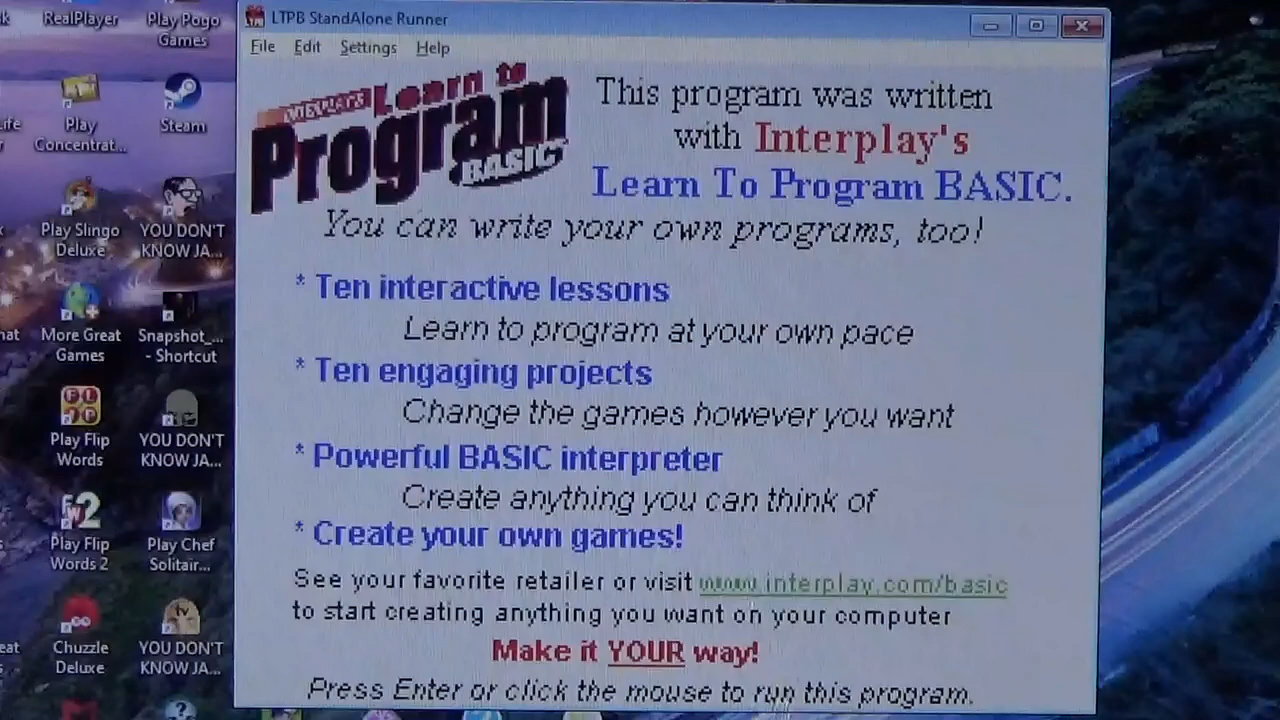 RealPlayer
Play Pogo
Games
Play
Concentrat...
Steam
Play Slingo
Deluxe
YOU DON'T
KNOW JA...
More Great
Games
Snapshot_...
- Shortcut
Play Flip
Words
YOU DON'T
KNOW JA...
Play Flip
Words 2
Play Chef
Solitair...
Chuzzle
Deluxe
YOU DON'T
KNOW JA...
LTPB StandAlone Runner
File Edit Settings Help
INTERPLAY'S Learn to
Program
BASIC
This program was written
with Interplay's
Learn To Program BASIC.
You can write your own programs, too!
* Ten interactive lessons
Learn to program at your own pace
* Ten engaging projects
Change the games however you want
* Powerful BASIC interpreter
Create anything you can think of
* Create your own games!
See your favorite retailer or visit www.interplay.com/basic
to start creating anything you want on your computer
Make it YOUR way!
Press Enter or click the mouse to run this program.